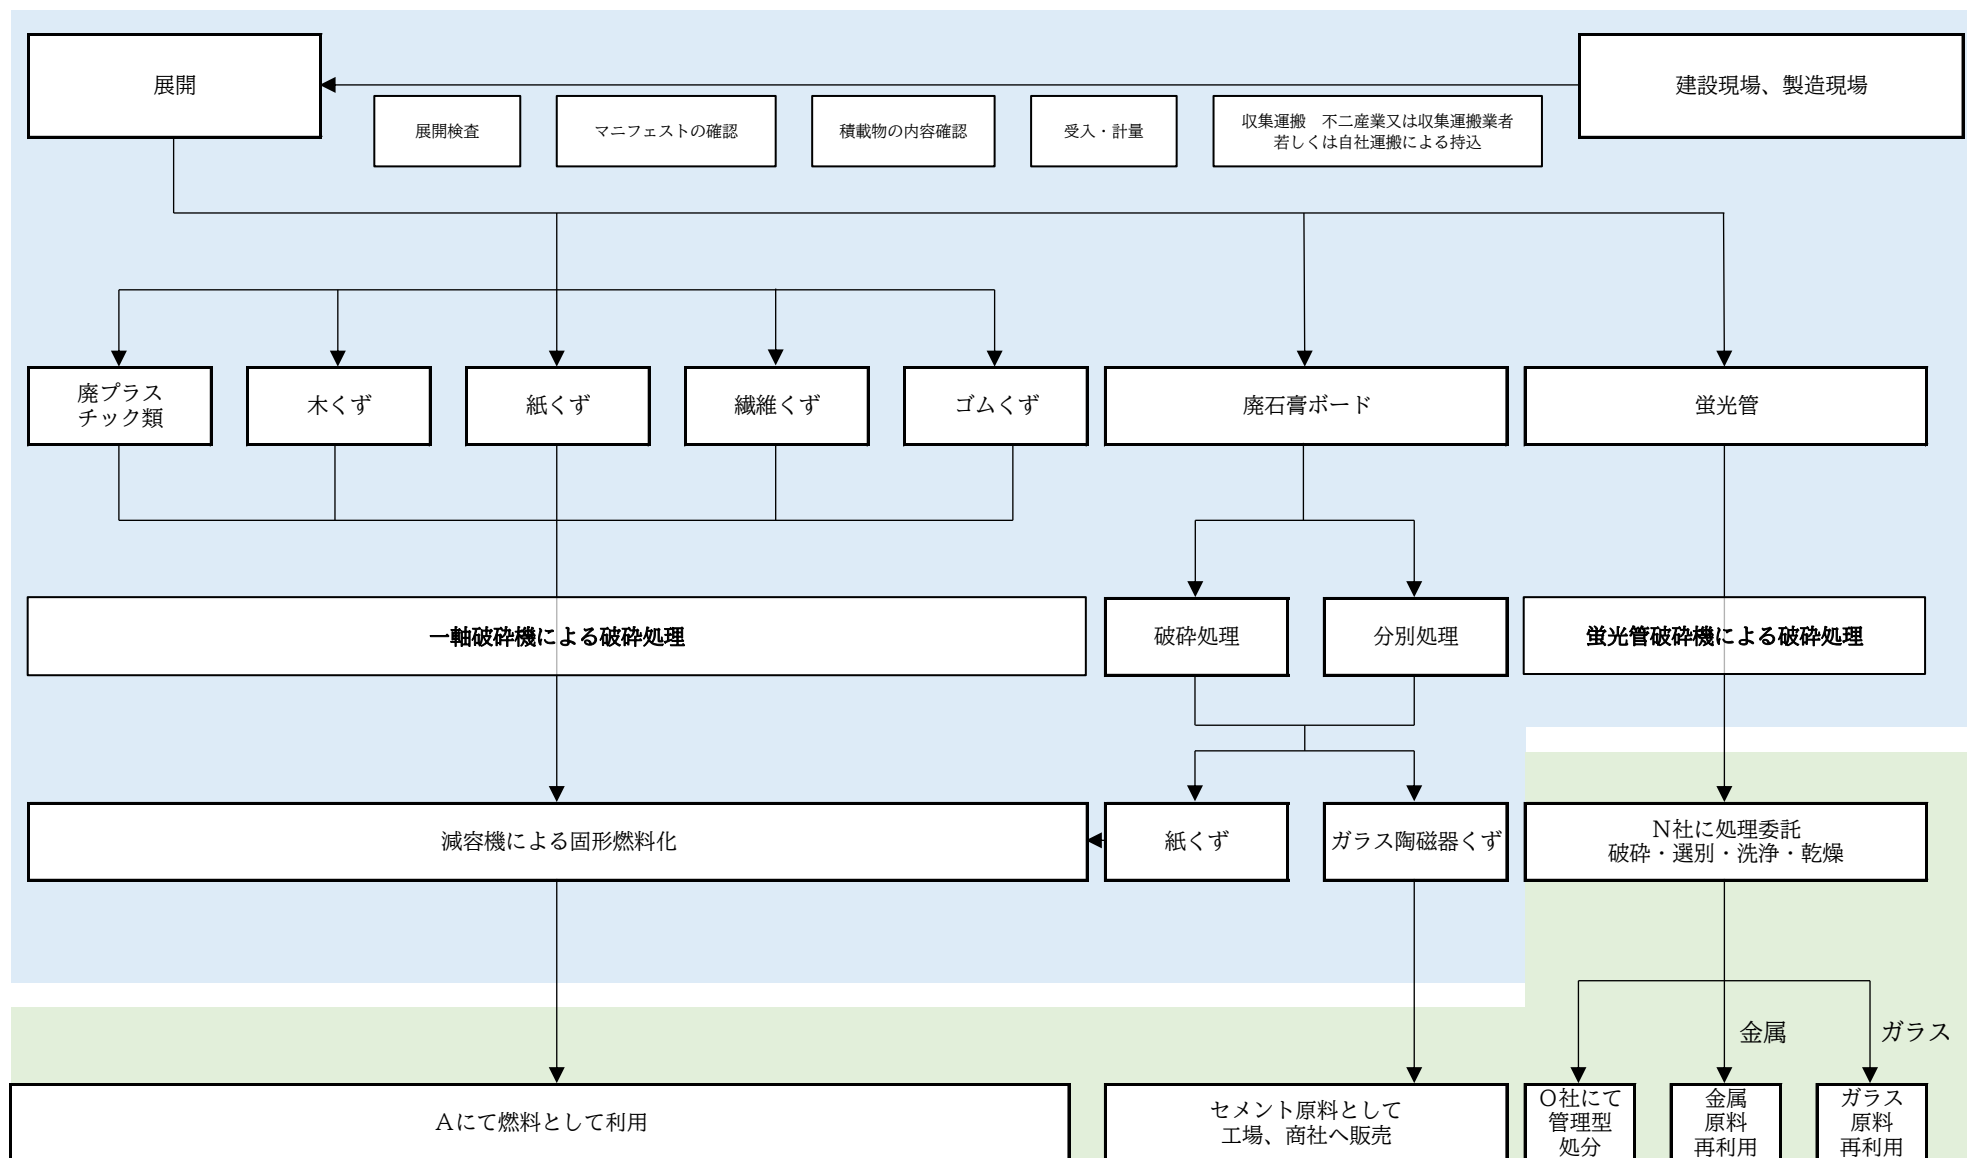 展開
建設現場、製造現場
展開検査
マニフェストの確認
積載物の内容確認
受入・計量
収集運搬　不二産業又は収集運搬業者
若しくは自社運搬による持込
廃プラス
チック類
木くず
紙くず
繊維くず
ゴムくず
廃石膏ボード
蛍光管
一軸破砕機による破砕処理
破砕処理
分別処理
蛍光管破砕機による破砕処理
減容機による固形燃料化
紙くず
ガラス陶磁器くず
N社に処理委託
破砕・選別・洗浄・乾燥
金属
ガラス
Aにて燃料として利用
セメント原料として
工場、商社へ販売
O社にて
管理型
処分
金属
原料
再利用
ガラス
原料
再利用